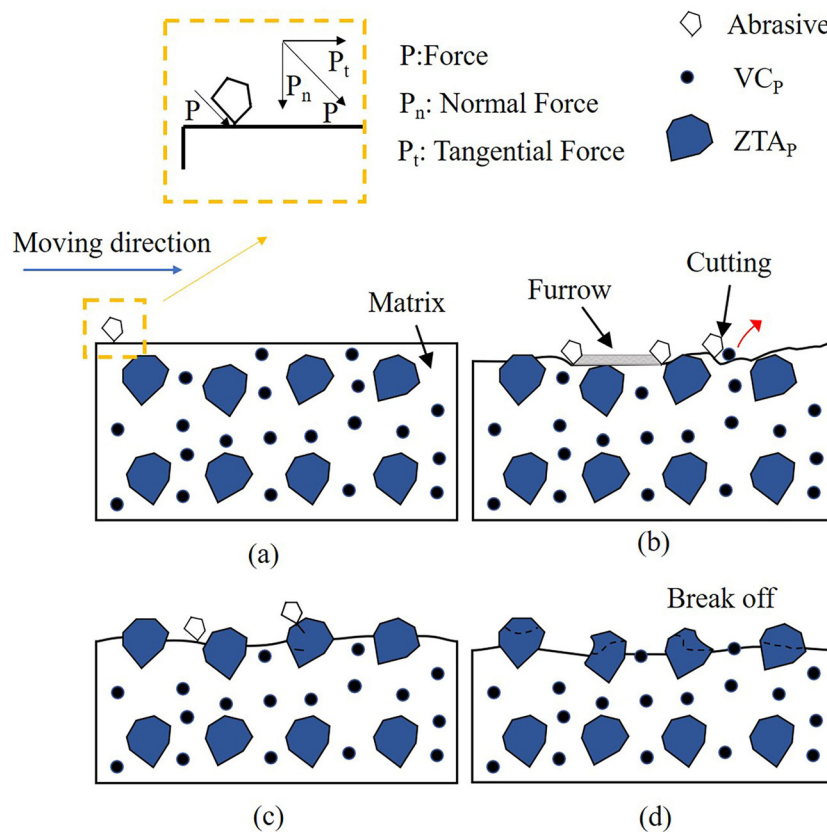 Abrasive
P
P_t
P_n
P
P:Force
P_n: Normal Force
P_t: Tangential Force
VC_P
ZTA_P
Moving direction
Matrix
Furrow
Cutting
(a)
(b)
Break off
(c)
(d)